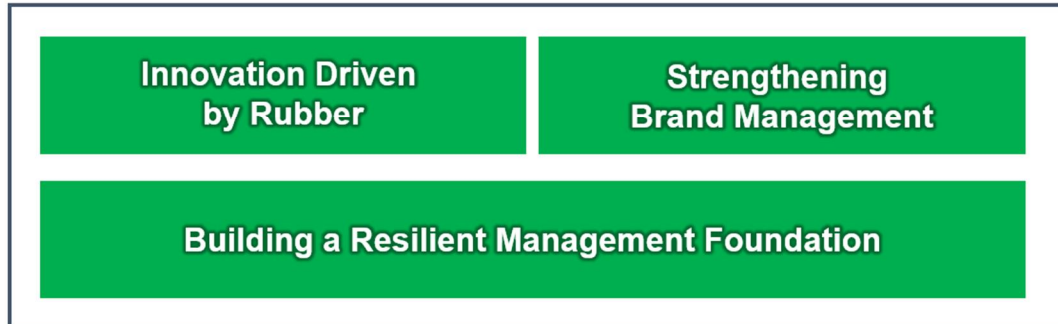 Innovation Driven
by Rubber
Strengthening
Brand Management
Building a Resilient Management Foundation